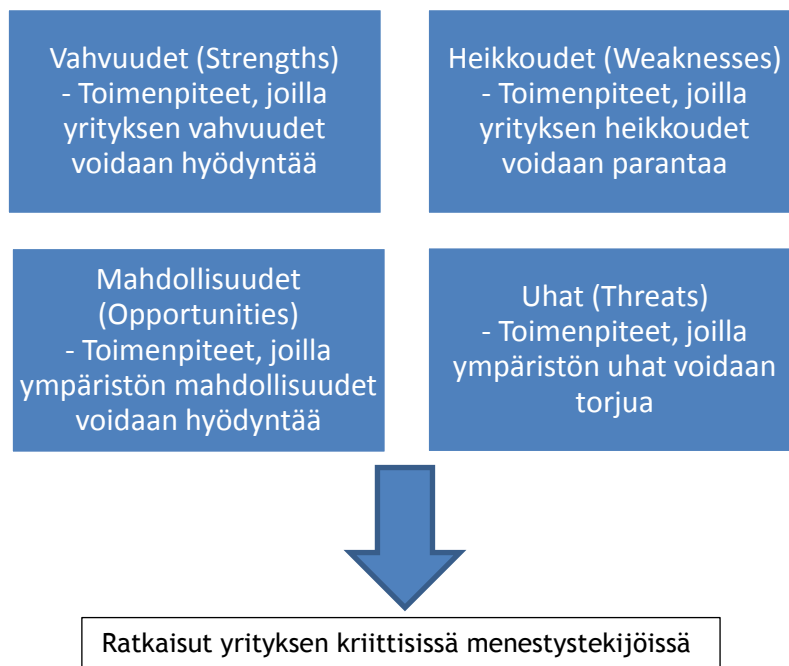 Vahvuudet (Strengths)
- Toimenpiteet, joilla
yrityksen vahvuudet
voidaan hyödyntää
Heikkoudet (Weaknesses)
- Toimenpiteet, joilla
yrityksen heikkoudet
voidaan parantaa
Mahdollisuudet
(Opportunities)
- Toimenpiteet, joilla
ympäristön mahdollisuudet
voidaan hyödyntää
Uhat (Threats)
- Toimenpiteet, joilla
ympäristön uhat voidaan
torjua
Ratkaisut yrityksen kriittisissä menestystekijöissä